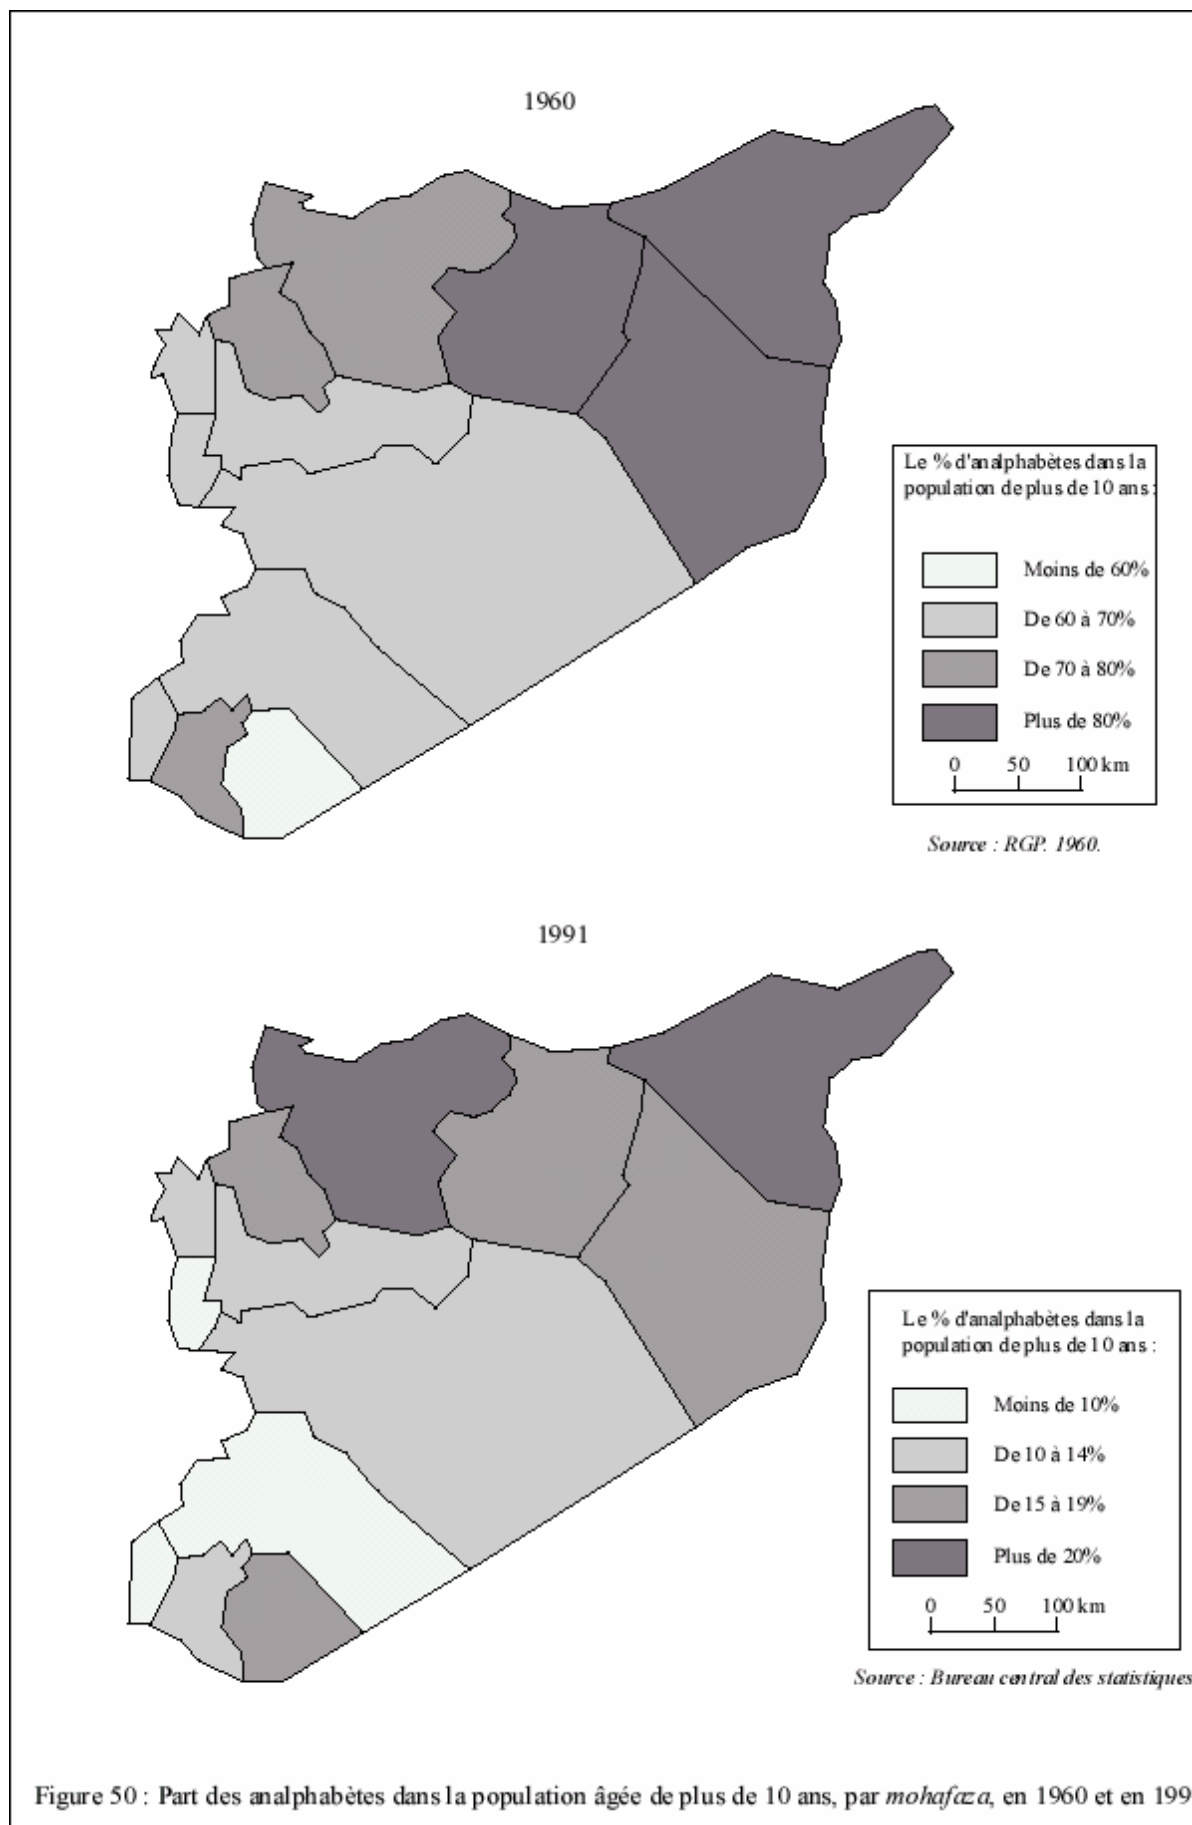 1960
Le % d'analphabètes dans la
population de plus de 10 ans :
Moins de 60%
De 60 à 70%
De 70 à 80%
Plus de 80%
0 50 100 km
Source : RGP. 1960.
1991
Le % d'analphabètes dans la
population de plus de 10 ans :
Moins de 10%
De 10 à 14%
De 15 à 19%
Plus de 20%
0 50 100 km
Source : Bureau central des statistiques
Figure 50 : Part des analphabètes dans la population âgée de plus de 10 ans, par mohafaza, en 1960 et en 199